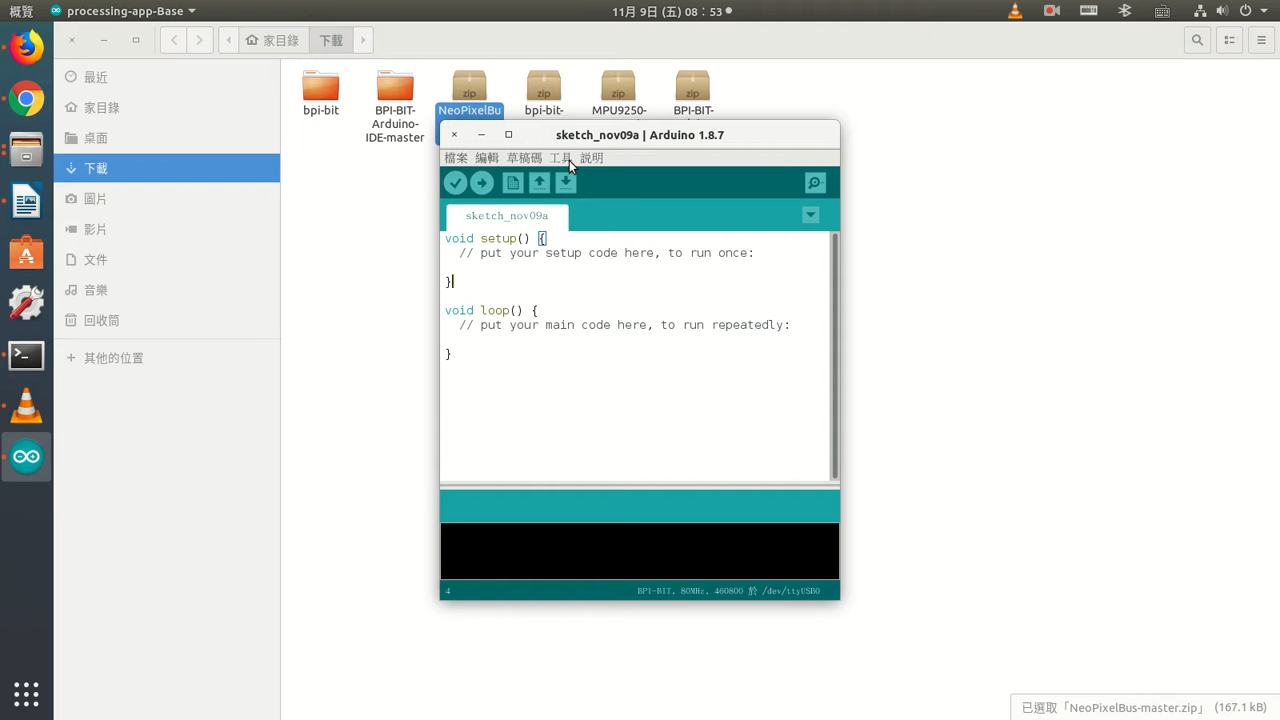 概覽 processing-app-Base 11月 9日 (五) 08:53
家目錄 下載
最近
家目錄
桌面
下載
圖片
影片
文件
音樂
回收筒
+ 其他的位置
bpi-bit
BPI-BIT-
Arduino-
IDE-master
zip
NeoPixelBu
zip
bpi-bit-
zip
MPU9250-
zip
BPI-BIT-
sketch_nov09a | Arduino 1.8.7
檔案 編輯 草稿碼 工具 說明
sketch_nov09a
void setup() {
// put your setup code here, to run once:
}
void loop() {
// put your main code here, to run repeatedly:
}
4 BPI-BIT, 80MHz, 460800 於 /dev/ttyUSB0
已選取「NeoPixelBus-master.zip」 (167.1 kB)